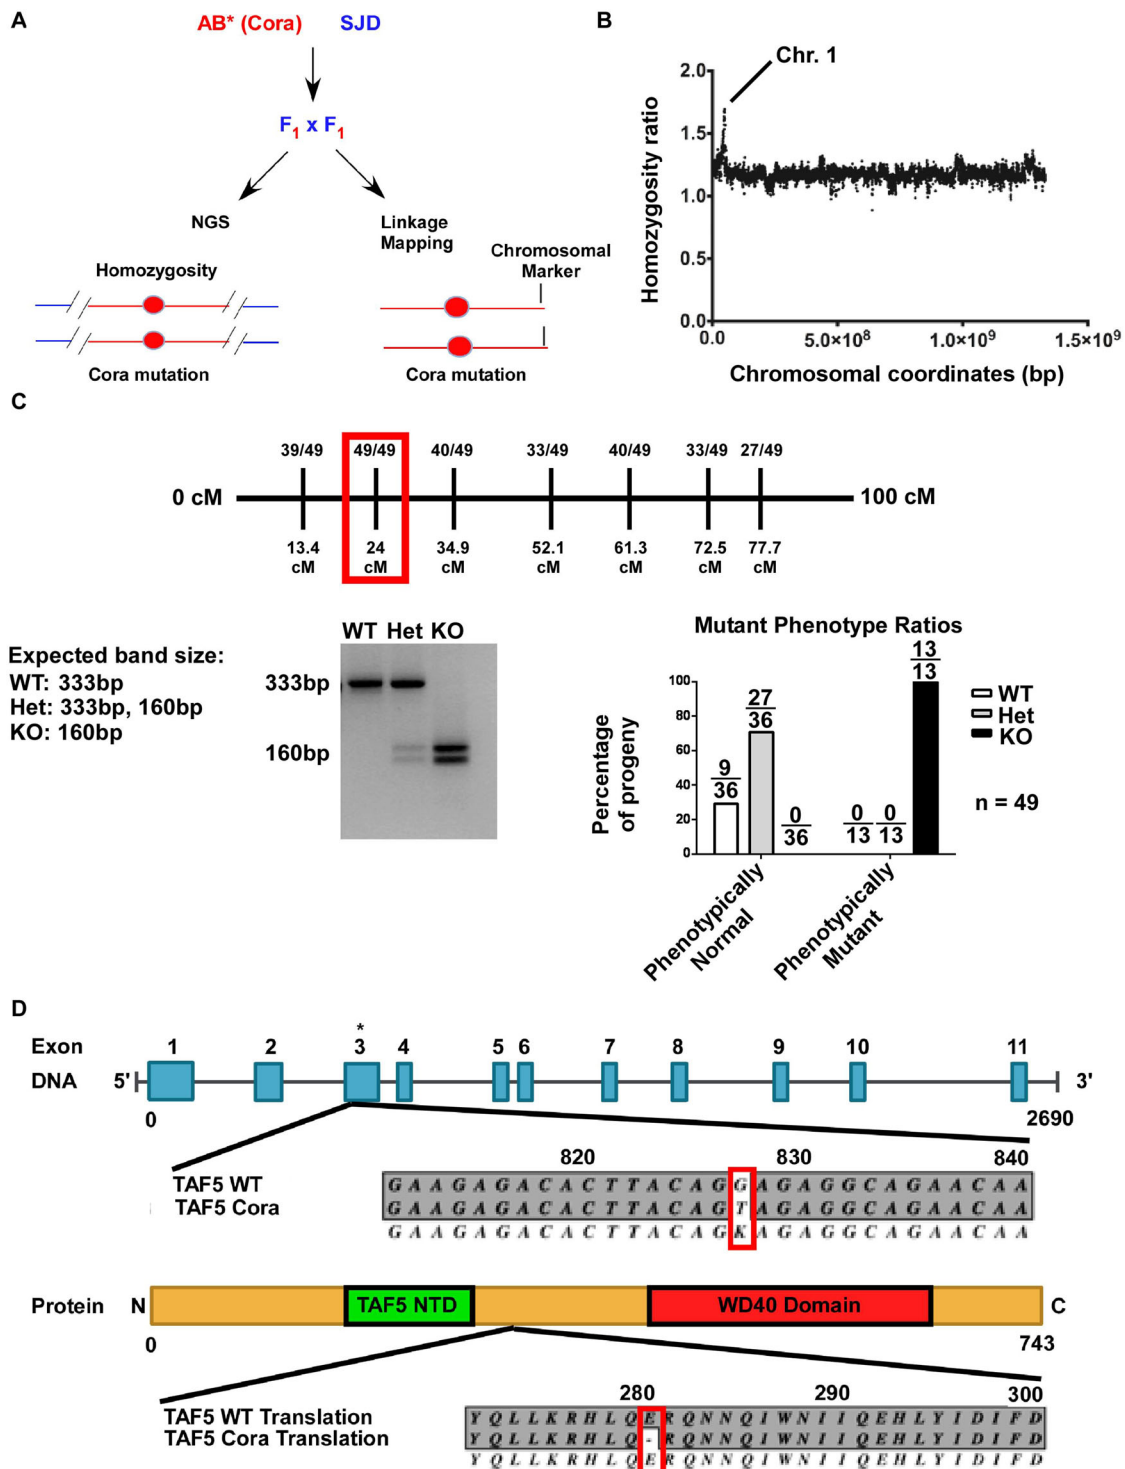 A
AB* (Cora) SJD
F1 x F1
NGS
Linkage
Mapping
Homozygosity
Chromosomal
Marker
Cora mutation
Cora mutation
B
Chr. 1
Homozygosity ratio
2.0
1.5
1.0
0.5
0.0
0.0 5.0×10⁸ 1.0×10⁹ 1.5×10⁹
Chromosomal coordinates (bp)
C
39/49 49/49 40/49 33/49 40/49 33/49 27/49
0 cM 100 cM
13.4 24 34.9 52.1 61.3 72.5 77.7
cM cM cM cM cM cM cM
Expected band size:
WT: 333bp
Het: 333bp, 160bp
KO: 160bp
WT Het KO
333bp
160bp
Mutant Phenotype Ratios
Percentage
of progeny
100
80
60
40
20
0
9/36 27/36 0/36 0/13 0/13 13/13
Phenotypically
Normal
Phenotypically
Mutant
WT
Het
KO
n = 49
D
*
Exon 1 2 3 4 5 6 7 8 9 10 11
DNA 5' 3'
0 2690
820 830 840
TAF5 WT GAAGAGACACTTACAGGAGAGGCAGAACAA
TAF5 Cora GAAGAGACACTTACAGTAGAGGCAGAACAA
GAAGAGACACTTACAGKAGAGGCAGAACAA
Protein N TAF5 NTD WD40 Domain C
0 743
280 290 300
TAF5 WT Translation YQLLKRHLQERQNNQIWNIIQEHLYIDIFD
TAF5 Cora Translation YQLLKRHLQ-RQNNQIWNIIQEHLYIDIFD
YQLLKRHLQERQNNQIWNIIQEHLYIDIFD